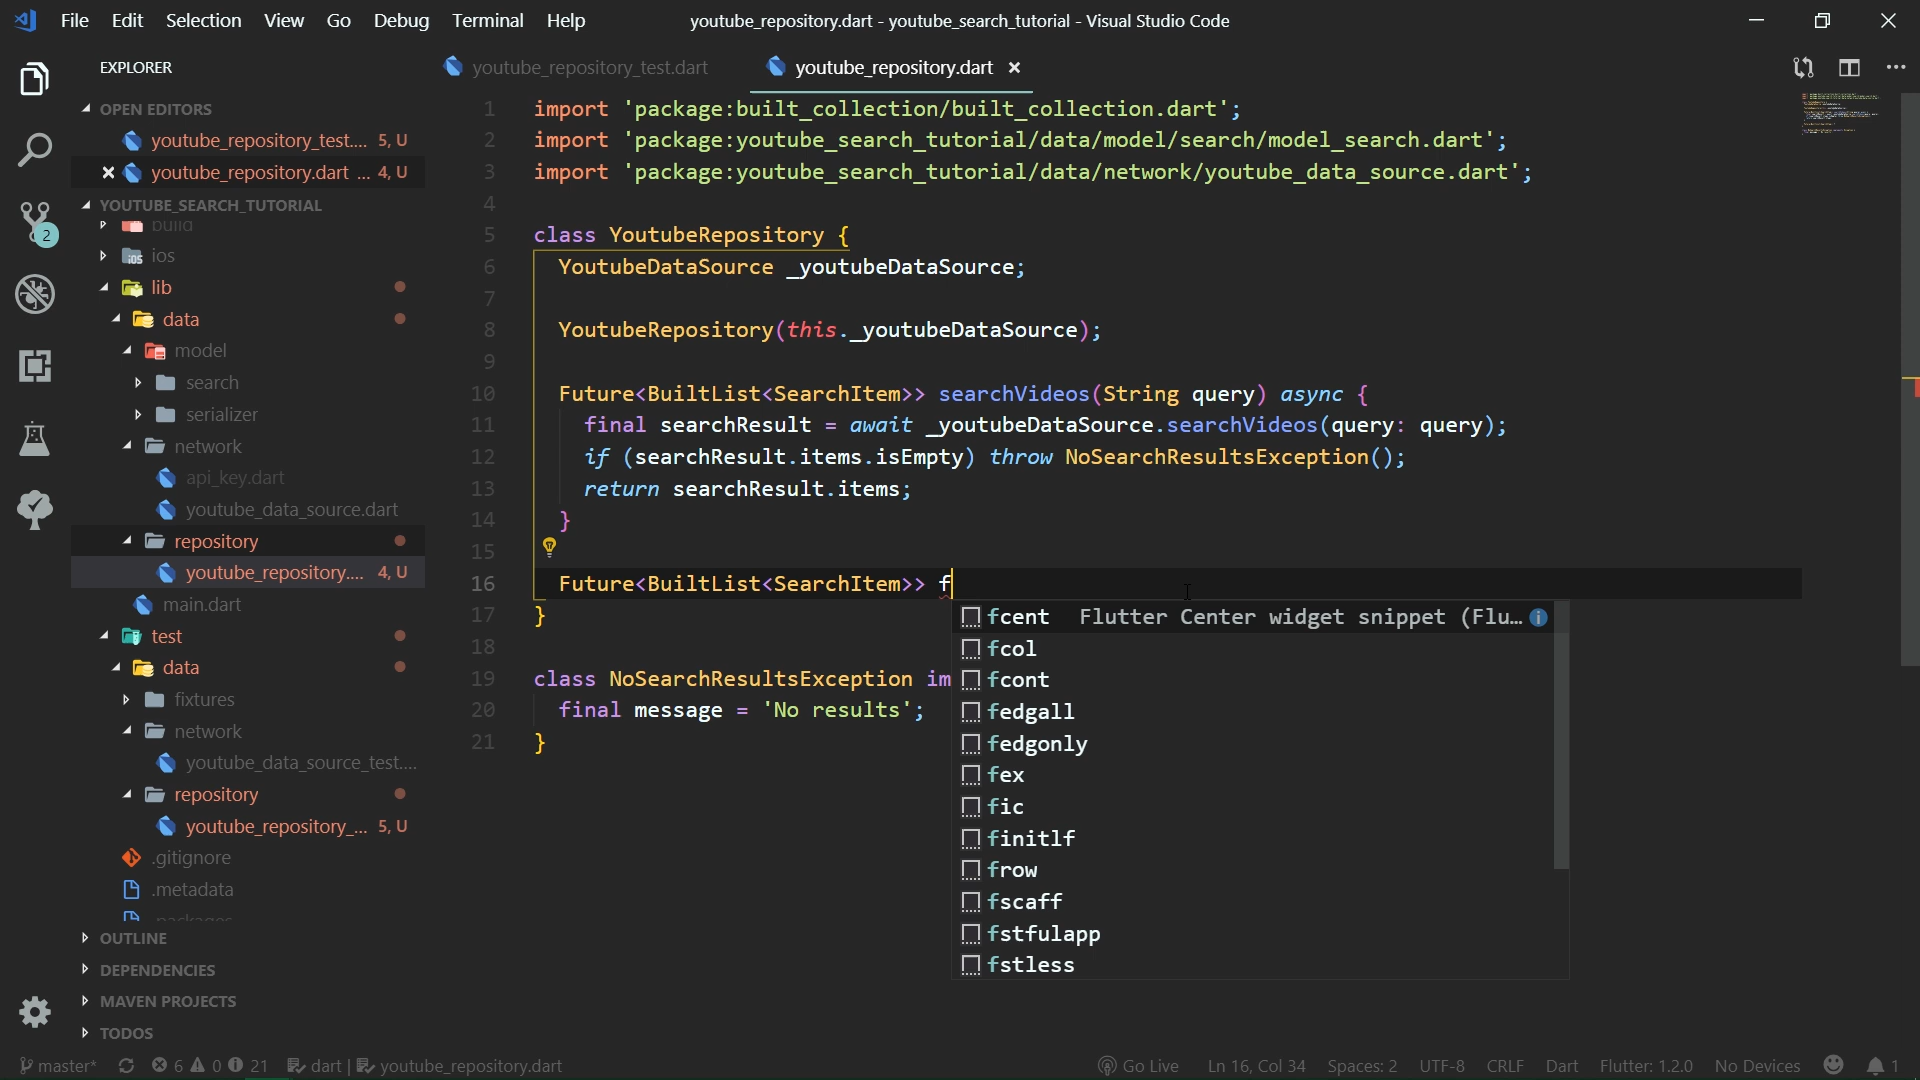 File Edit Selection View Go Debug Terminal Help
youtube_repository.dart - youtube_search_tutorial - Visual Studio Code
EXPLORER
OPEN EDITORS
youtube_repository_test.... 5, U
youtube_repository.dart ... 4, U
YOUTUBE_SEARCH_TUTORIAL
build
ios
lib
data
model
search
serializer
network
api_key.dart
youtube_data_source.dart
repository
youtube_repository.... 4, U
main.dart
test
data
fixtures
network
youtube_data_source_test....
repository
youtube_repository_... 5, U
.gitignore
.metadata
.packages
OUTLINE
DEPENDENCIES
MAVEN PROJECTS
TODOS
2
youtube_repository_test.dart
youtube_repository.dart
1 import 'package:built_collection/built_collection.dart';
2 import 'package:youtube_search_tutorial/data/model/search/model_search.dart';
3 import 'package:youtube_search_tutorial/data/network/youtube_data_source.dart';
4
5 class YoutubeRepository {
6 YoutubeDataSource _youtubeDataSource;
7
8 YoutubeRepository(this._youtubeDataSource);
9
10 Future<BuiltList<SearchItem>> searchVideos(String query) async {
11 final searchResult = await _youtubeDataSource.searchVideos(query: query);
12 if (searchResult.items.isEmpty) throw NoSearchResultsException();
13 return searchResult.items;
14 }
15
16 Future<BuiltList<SearchItem>> f
17 }
18
19 class NoSearchResultsException im
20 final message = 'No results';
21 }
fcent Flutter Center widget snippet (Flu...
fcol
fcont
fedgall
fedgonly
fex
fic
finitlf
frow
fscaff
fstfulapp
fstless
master* 6 0 21 dart | youtube_repository.dart
Go Live Ln 16, Col 34 Spaces: 2 UTF-8 CRLF Dart Flutter: 1.2.0 No Devices 1